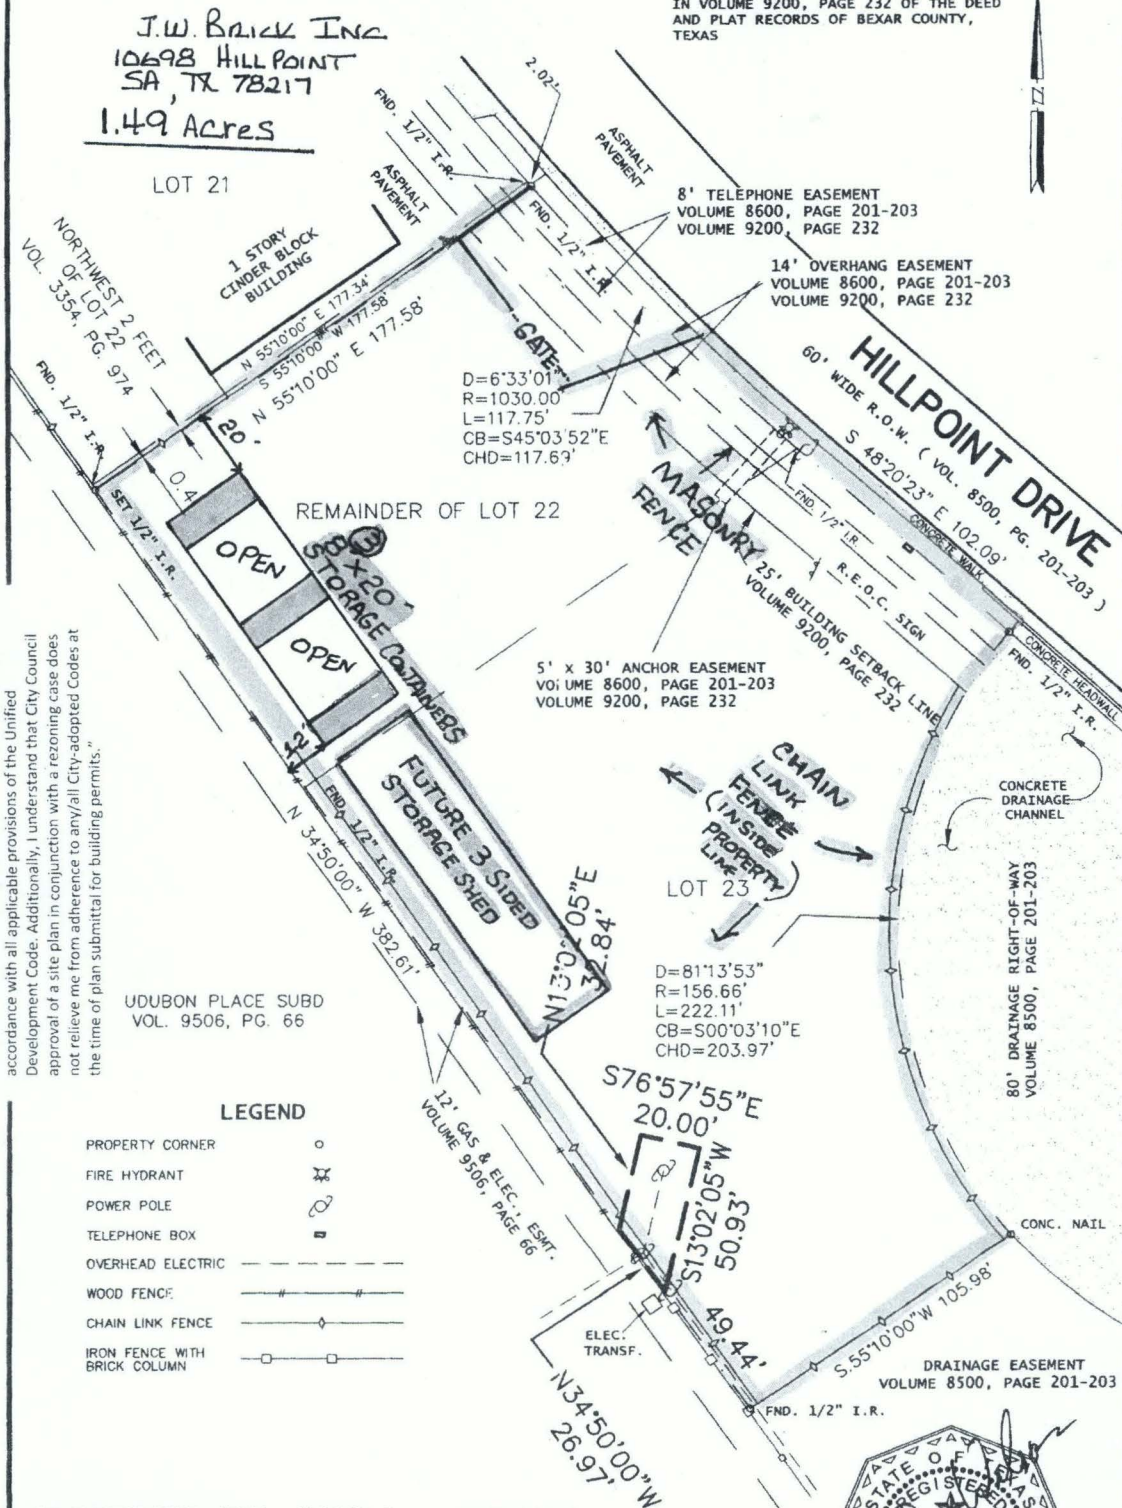 IN VOLUME 9200, PAGE 232 OF THE DEED
AND PLAT RECORDS OF BEXAR COUNTY,
TEXAS
J.W. BRICK INC
10698 HILLPOINT
SA, TX 78217
1.49 Acres
N
LOT 21
2.02'
FND. 1/2" I.R.
ASPHALT
PAVEMENT
ASPHALT
PAVEMENT
FND. 1/2" I.R.
8' TELEPHONE EASEMENT
VOLUME 8600, PAGE 201-203
VOLUME 9200, PAGE 232
14' OVERHANG EASEMENT
VOLUME 8600, PAGE 201-203
VOLUME 9200, PAGE 232
1 STORY
CINDER BLOCK
BUILDING
NORTHWEST 2 FEET
OF LOT 22
VOL. 3354, PG. 974
N 55°10'00" E 177.34'
S 55°10'00" W 177.58'
N 55°10'00" E 177.58'
GATE
HILLPOINT DRIVE
60' WIDE R.O.W. ( VOL. 8500, PG. 201-203 )
S 48°20'23" E 102.09'
CONCRETE WALK
FND. 1/2" I.R.
D=6°33'01"
R=1030.00'
L=117.75'
CB=S45°03'52"E
CHD=117.69'
20'
0.4
SET 1/2" I.R.
REMAINDER OF LOT 22
MASONRY
FENCE
FND. 1/2" I.R.
R.E.O.C. SIGN
25' BUILDING SETBACK LINE
VOLUME 9200, PAGE 232
OPEN
OPEN
③
8 x 20
STORAGE CONTAINERS
5' x 30' ANCHOR EASEMENT
VOLUME 8600, PAGE 201-203
VOLUME 9200, PAGE 232
CONCRETE HEADWALL
FND. 1/2" I.R.
accordance with all applicable provisions of the Unified
Development Code. Additionally, I understand that City Council
approval of a site plan in conjunction with a rezoning case does
not relieve me from adherence to any/all City-adopted Codes at
the time of plan submittal for building permits."
FND. 1/2" I.R.
FUTURE 3 SIDED
STORAGE SHED
CHAIN
LINK
FENCE
(INSIDE
PROPERTY
LINE)
LOT 23
CONCRETE
DRAINAGE
CHANNEL
80' DRAINAGE RIGHT-OF-WAY
VOLUME 8500, PAGE 201-203
N 34°50'00" W 382.61'
UDUBON PLACE SUBD
VOL. 9506, PG. 66
D=81°13'53"
R=156.66'
L=222.11'
CB=S00°03'10"E
CHD=203.97'
N13°02'05"E
32.84'
S76°57'55"E
20.00'
S13°02'05"W
50.93'
12' GAS & ELEC., ESMT.
VOLUME 9506, PAGE 66
CONC. NAIL
ELEC.
TRANSF.
49.44'
S.55°10'00"W 105.98'
N34°50'00"W
26.97'
FND. 1/2" I.R.
DRAINAGE EASEMENT
VOLUME 8500, PAGE 201-203
LEGEND
PROPERTY CORNER
FIRE HYDRANT
POWER POLE
TELEPHONE BOX
OVERHEAD ELECTRIC
WOOD FENCE
CHAIN LINK FENCE
IRON FENCE WITH
BRICK COLUMN
STATE OF TEXAS
REGISTERED